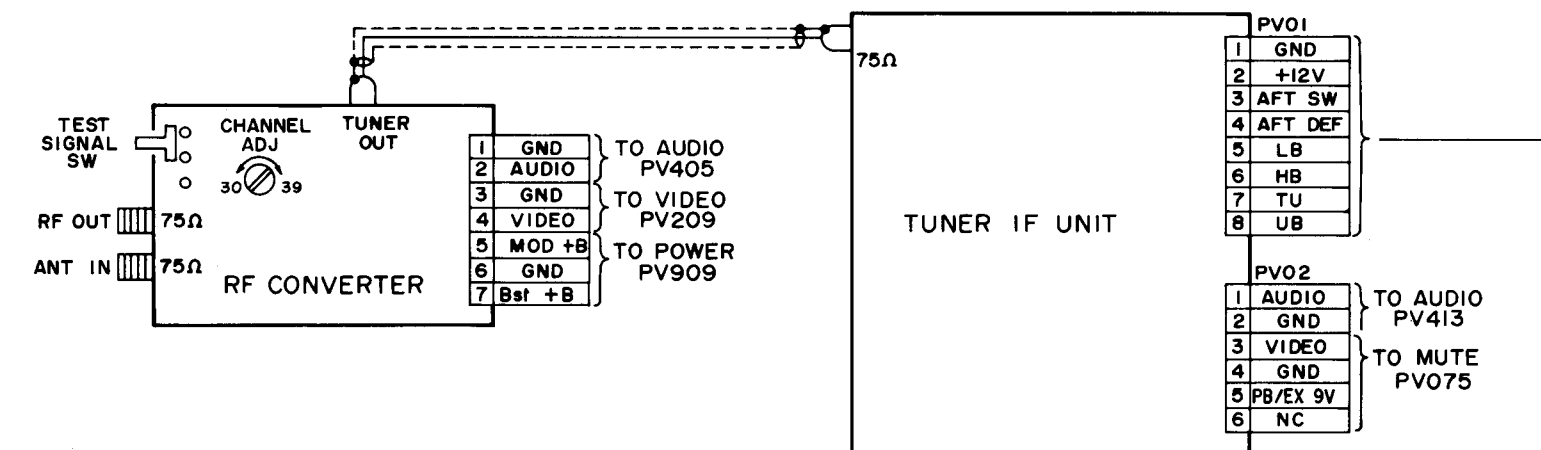 TEST
SIGNAL
SW
CHANNEL
ADJ
30 39
TUNER
OUT
RF OUT 75Ω
ANT IN 75Ω
RF CONVERTER
1 GND
2 AUDIO
3 GND
4 VIDEO
5 MOD +B
6 GND
7 Bst +B
TO AUDIO
PV405
TO VIDEO
PV209
TO POWER
PV909
75Ω
TUNER IF UNIT
PV01
1 GND
2 +12V
3 AFT SW
4 AFT DEF
5 LB
6 HB
7 TU
8 UB
PV02
1 AUDIO
2 GND
3 VIDEO
4 GND
5 PB/EX 9V
6 NC
TO AUDIO
PV413
TO MUTE
PV075